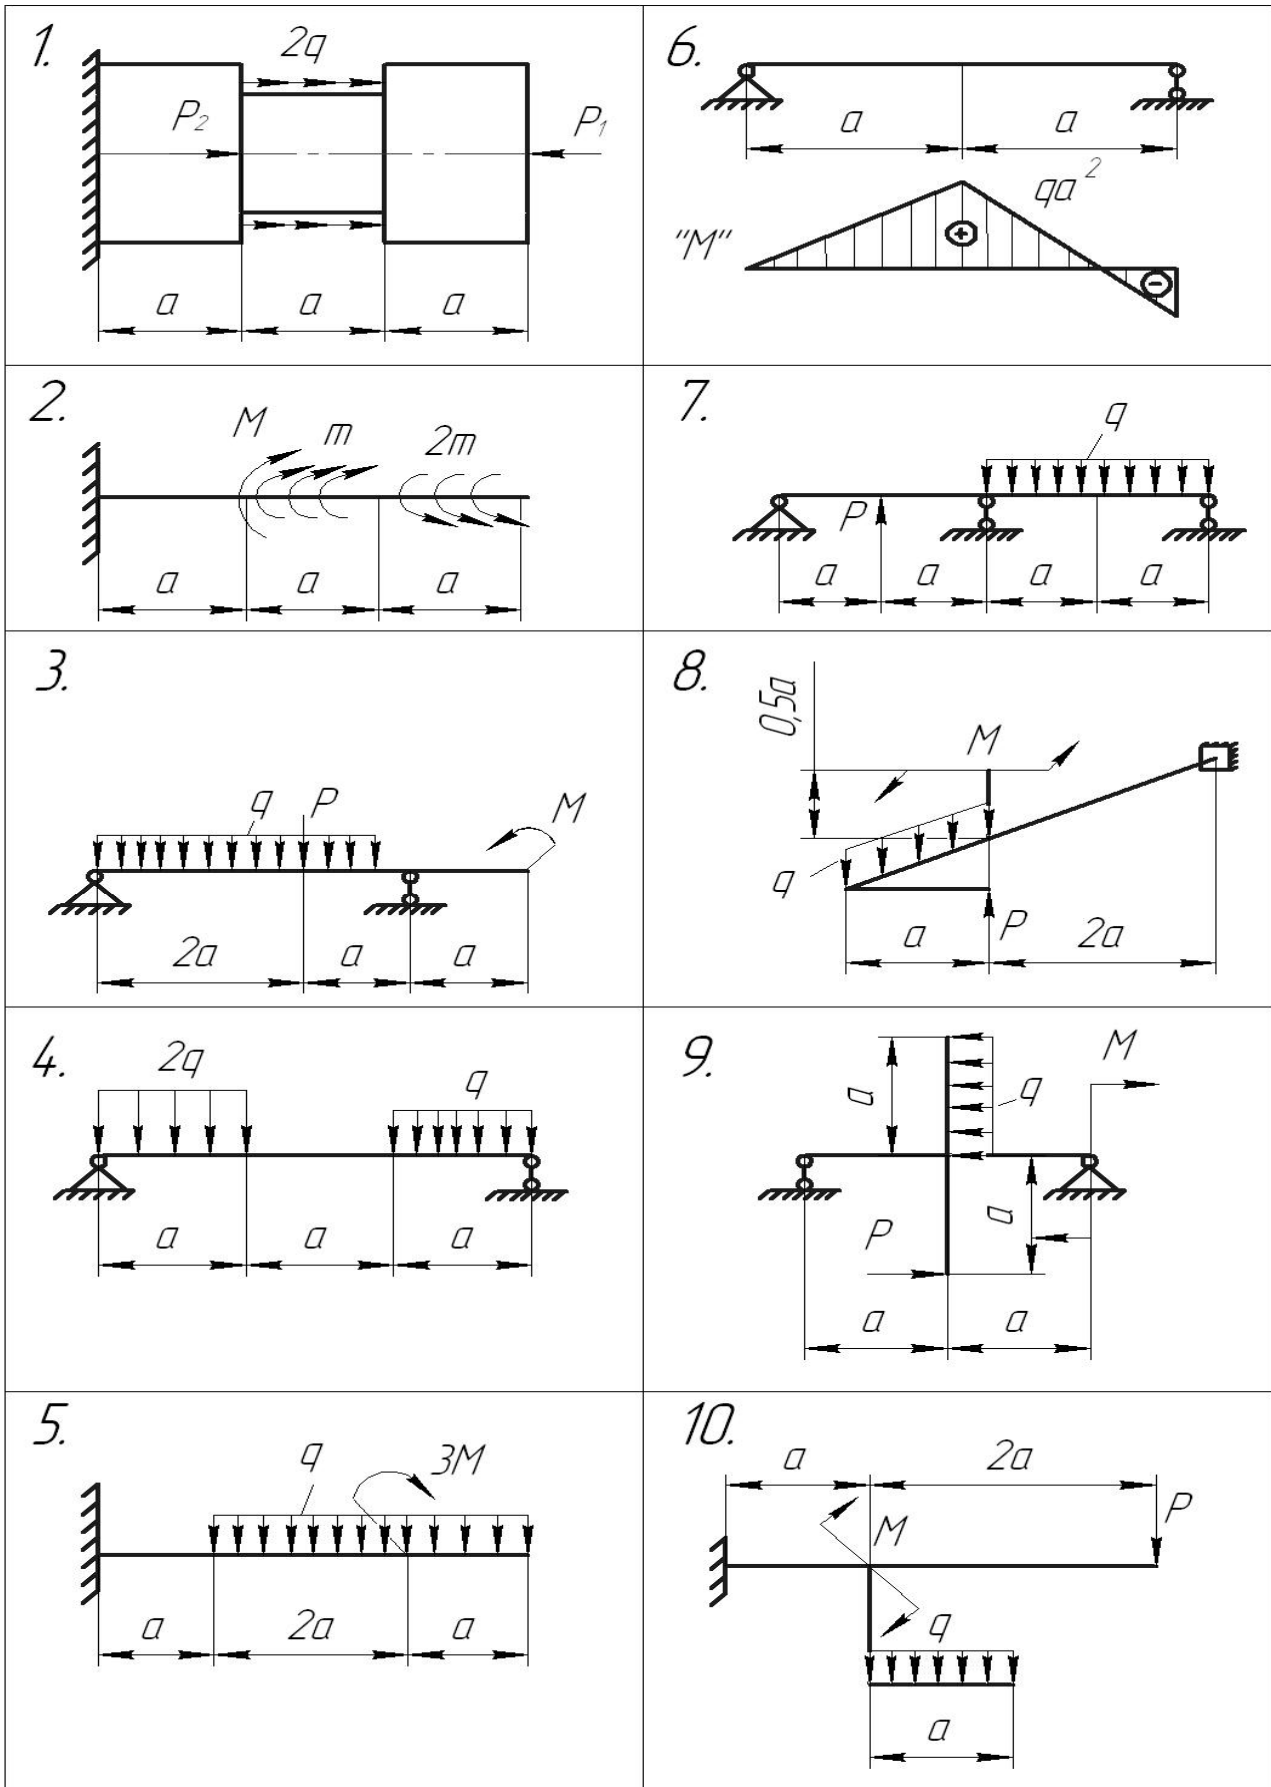 1.
2q
P2
P1
a a a
2.
M m 2m
a a a
3.
q P M
2a a a
4.
2q q
a a a
5.
q 3M
a 2a a
6.
a a
"M" + qa2 -
7.
q
P
a a a a
8.
0,5a
M
q
P
a 2a
9.
a q M
P a
a a
10.
a 2a
M P
q
a